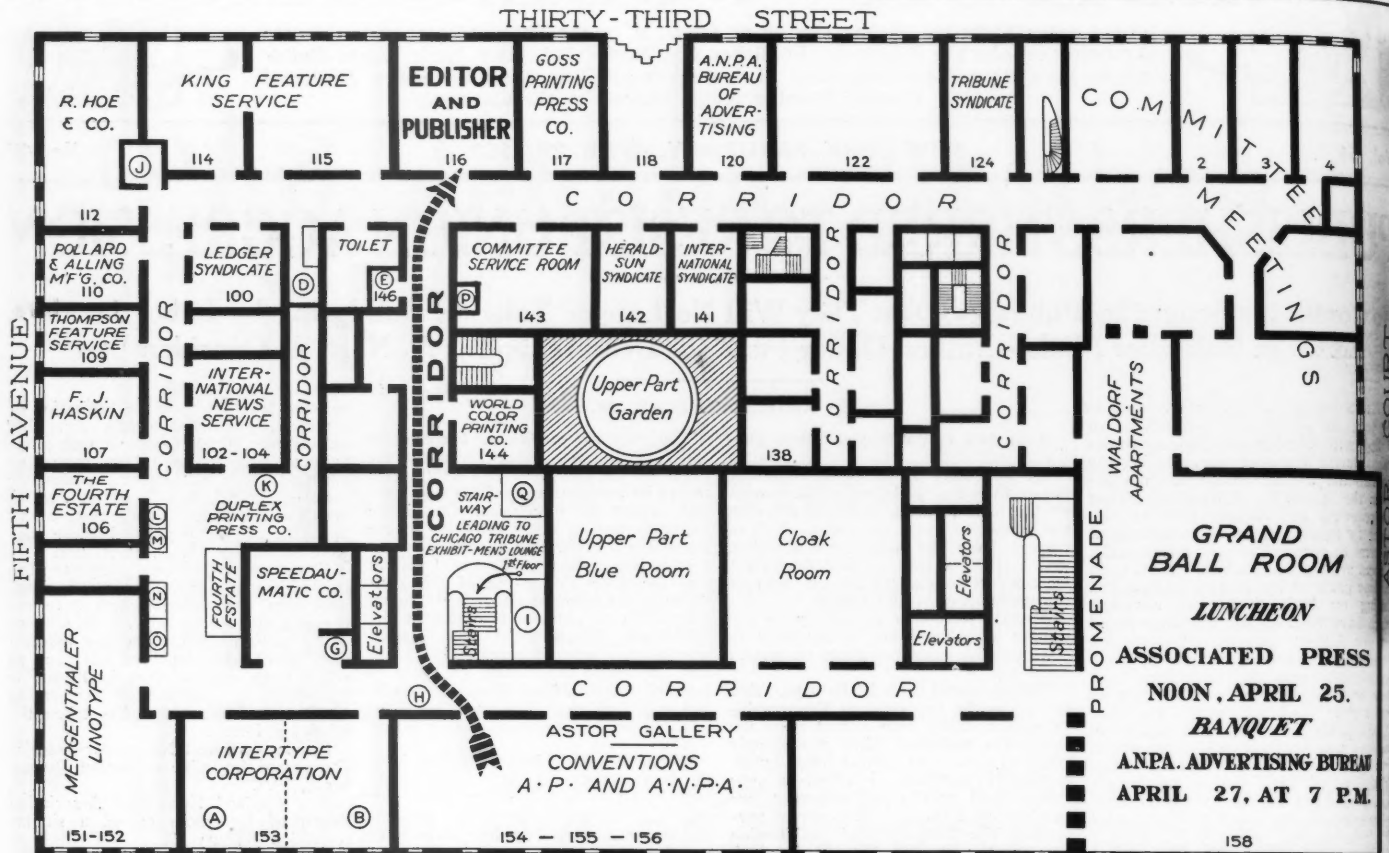 THIRTY-THIRD STREET
R. HOE
& CO.
J
112
KING FEATURE
SERVICE
114
115
EDITOR
AND
PUBLISHER
116
GOSS
PRINTING
PRESS
CO.
117
118
A.N.P.A.
BUREAU
OF
ADVER-
TISING
120
122
TRIBUNE
SYNDICATE
124
COMMITTEE
MEETINGS
2
3
4
CORRIDOR
FIFTH AVENUE
POLLARD
& ALLING
MF'G. CO.
110
THOMPSON
FEATURE
SERVICE
109
F. J.
HASKIN
107
THE
FOURTH
ESTATE
106
MERGENTHALER
LINOTYPE
151-152
CORRIDOR
LEDGER
SYNDICATE
100
INTER-
NATIONAL
NEWS
SERVICE
102-104
K
DUPLEX
PRINTING
PRESS CO.
L
M
N
O
FOURTH
ESTATE
D
CORRIDOR
TOILET
E
146
SPEEDAU-
MATIC CO.
G
Elevators
CORRIDOR
H
COMMITTEE
SERVICE ROOM
P
143
HERALD-
SUN
SYNDICATE
142
INTER-
NATIONAL
SYNDICATE
141
WORLD
COLOR
PRINTING
CO.
144
Upper Part
Garden
138
CORRIDOR
CORRIDOR
STAIR-
WAY
Q
LEADING TO
CHICAGO TRIBUNE
EXHIBIT-MEN'S LOUNGE
1st Floor
Stairs
I
Upper Part
Blue Room
Cloak
Room
Elevators
Elevators
Stairs
CORRIDOR
PROMENADE
WALDORF
APARTMENTS
INTERTYPE
CORPORATION
A
B
153
ASTOR GALLERY
CONVENTIONS
A.P. AND A.N.P.A.
154 - 155 - 156
GRAND
BALL ROOM
LUNCHEON
ASSOCIATED PRESS
NOON, APRIL 25.
BANQUET
A.N.P.A. ADVERTISING BUREAU
APRIL 27, AT 7 P.M.
158
COURT